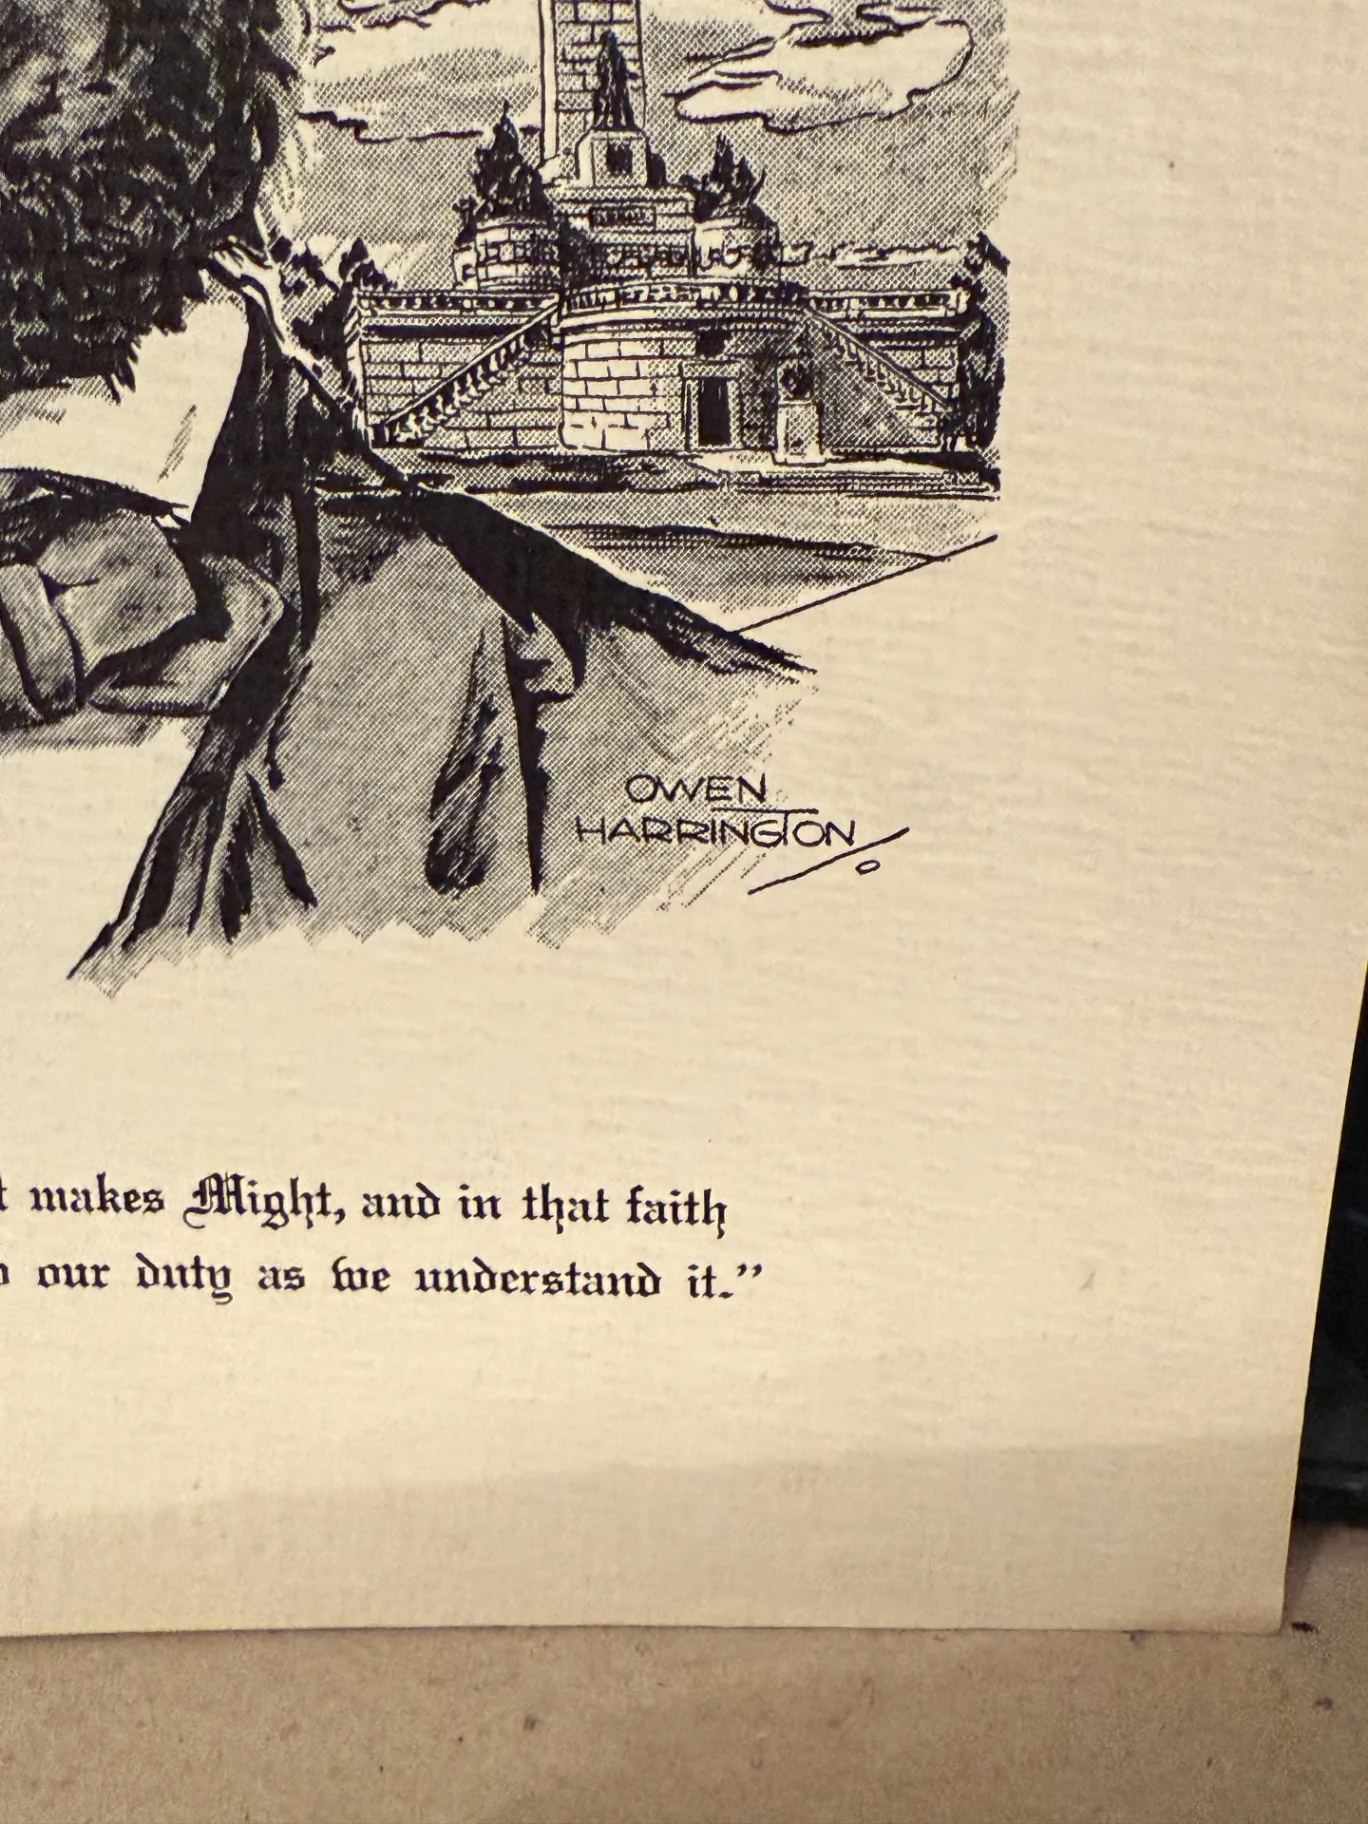 OWEN
HARRINGTON
makes Might, and in that faith
our duty as we understand it.”